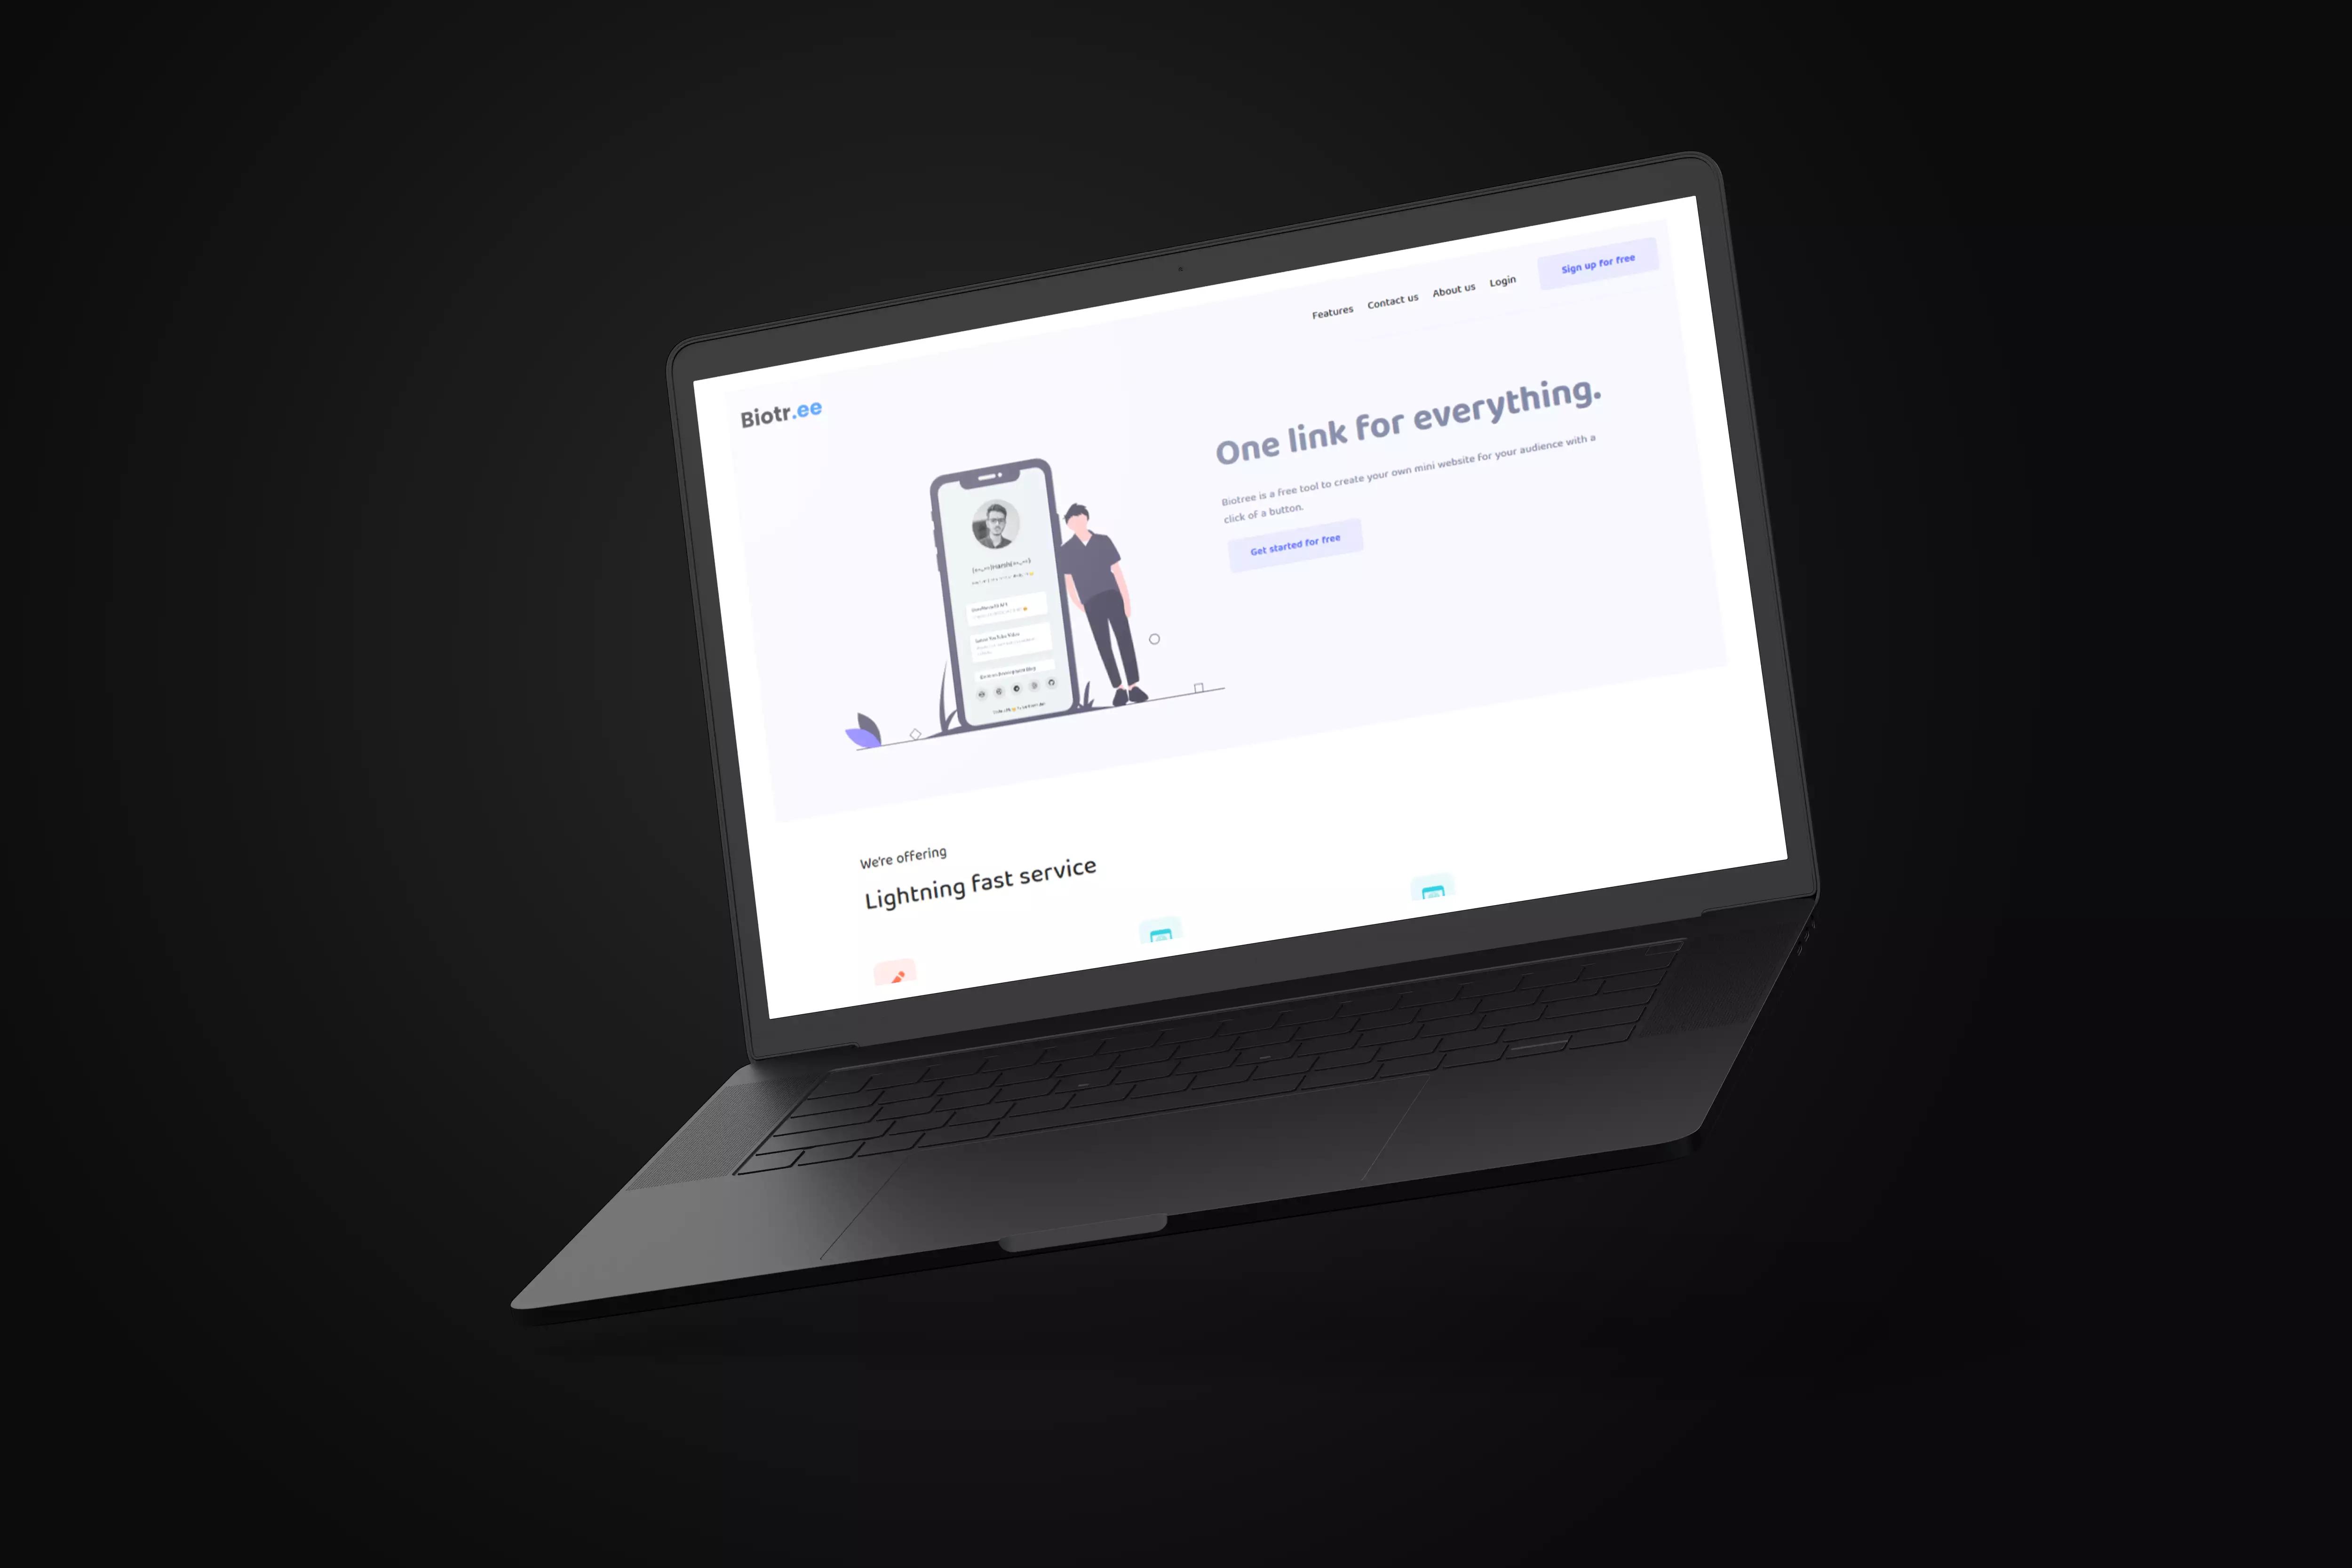 Features
Contact us
About us
Login
Sign up for free
Biotr.ee
One link for everything.
Biotree is a free tool to create your own mini website for your audience with a
click of a button.
Get started for free
We're offering
Lightning fast service